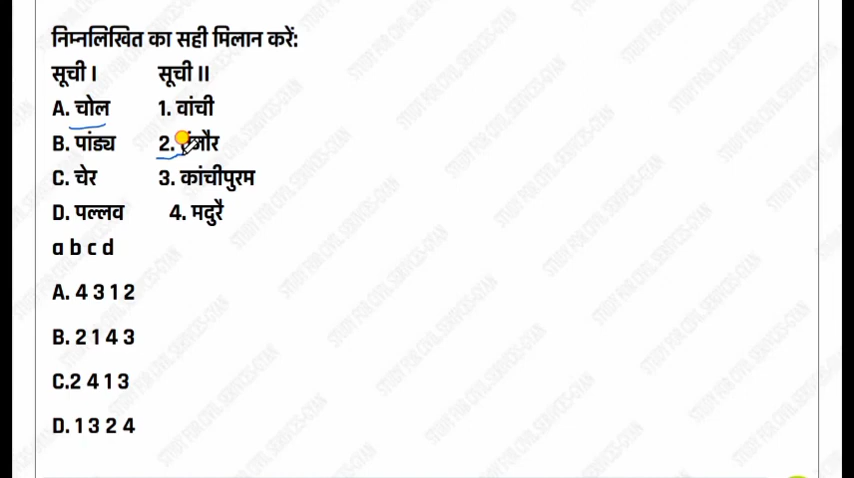 निम्नलिखित का सही मिलान करें:
सूची I सूची II
A. चोल 1. वांची
B. पांड्य 2.
C. चेर 3. कांचीपुरम
D. पल्लव 4. मदुरै
a b c d
A. 4 3 1 2
B. 2 1 4 3
C.2 4 1 3
D. 1 3 2 4